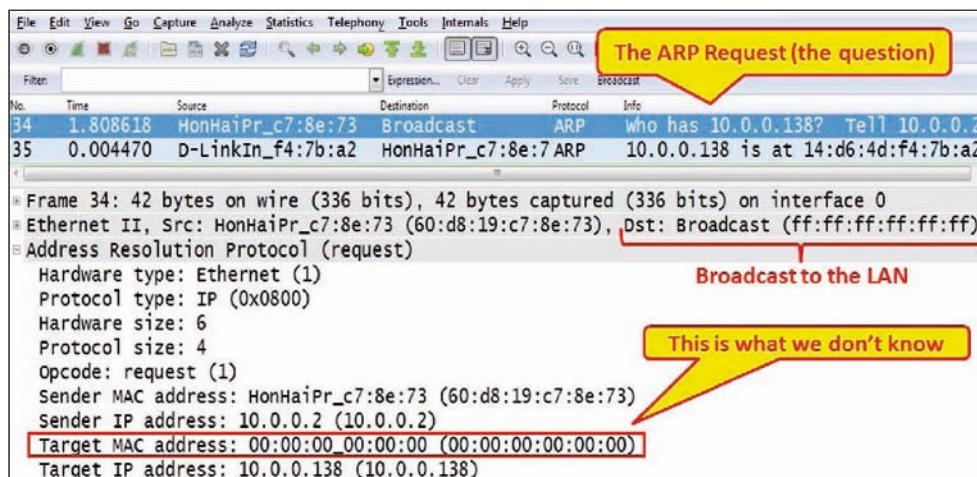 File Edit View Go Capture Analyze Statistics Telephony Tools Internals Help
The ARP Request (the question)
Filter: Expression... Clear Apply Save Broadcast
No. Time Source Destination Protocol Info
34 1.808618 HonHaiPr_c7:8e:73 Broadcast ARP who has 10.0.0.138? Tell 10.0.0.2
35 0.004470 D-LinkIn_f4:7b:a2 HonHaiPr_c7:8e:7 ARP 10.0.0.138 is at 14:d6:4d:f4:7b:a2
Frame 34: 42 bytes on wire (336 bits), 42 bytes captured (336 bits) on interface 0
Ethernet II, Src: HonHaiPr_c7:8e:73 (60:d8:19:c7:8e:73), Dst: Broadcast (ff:ff:ff:ff:ff:ff)
Address Resolution Protocol (request)
Broadcast to the LAN
Hardware type: Ethernet (1)
Protocol type: IP (0x0800)
Hardware size: 6
Protocol size: 4
This is what we don't know
Opcode: request (1)
Sender MAC address: HonHaiPr_c7:8e:73 (60:d8:19:c7:8e:73)
Sender IP address: 10.0.0.2 (10.0.0.2)
Target MAC address: 00:00:00_00:00:00 (00:00:00:00:00:00)
Target IP address: 10.0.0.138 (10.0.0.138)